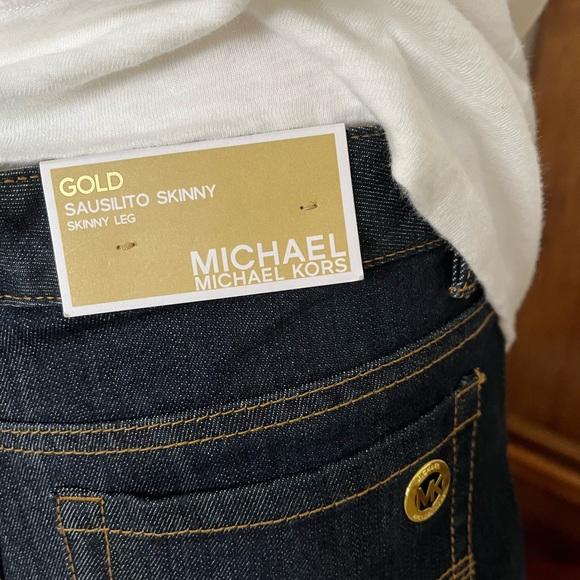 GOLD
SAUSILITO SKINNY
SKINNY LEG
MICHAEL
MICHAEL KORS
MK